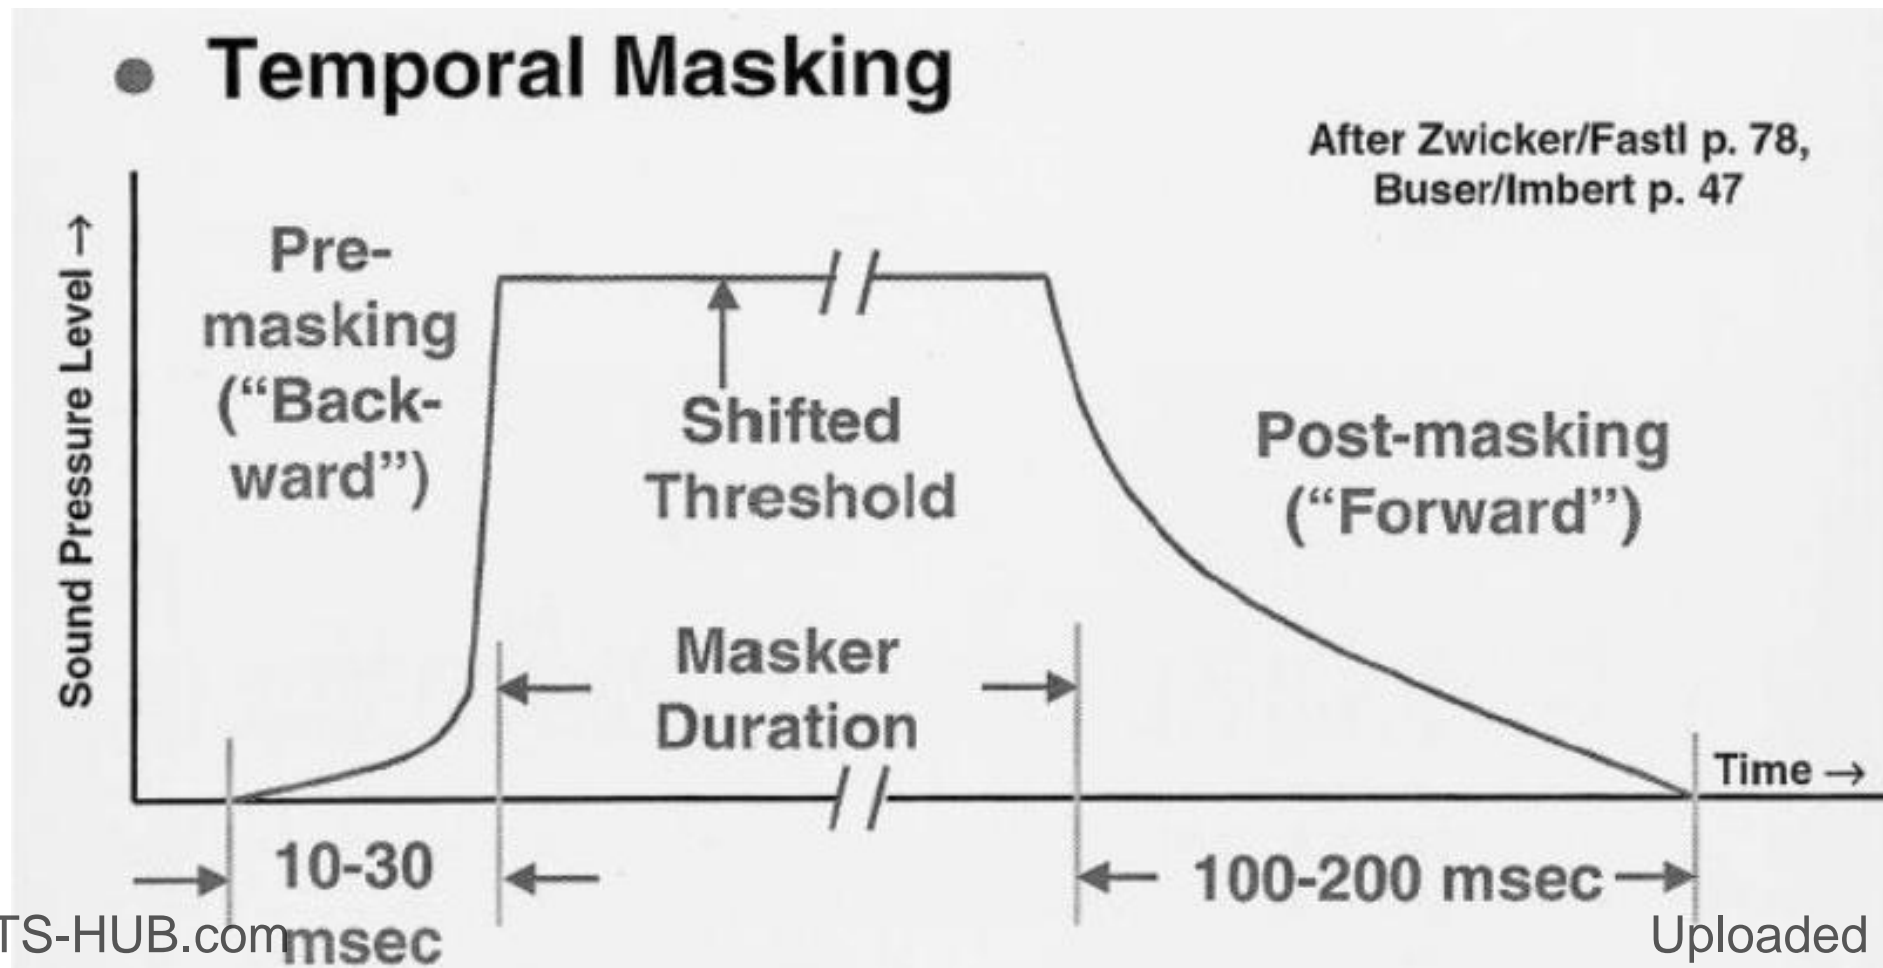 • Temporal Masking
After Zwicker/Fastl p. 78,
Buser/Imbert p. 47
Sound Pressure Level →
Pre-
masking
(“Back-
ward”)
Shifted
Threshold
Post-masking
(“Forward”)
Masker
Duration
Time →
10-30
msec
100-200 msec
TS-HUB.com
Uploaded